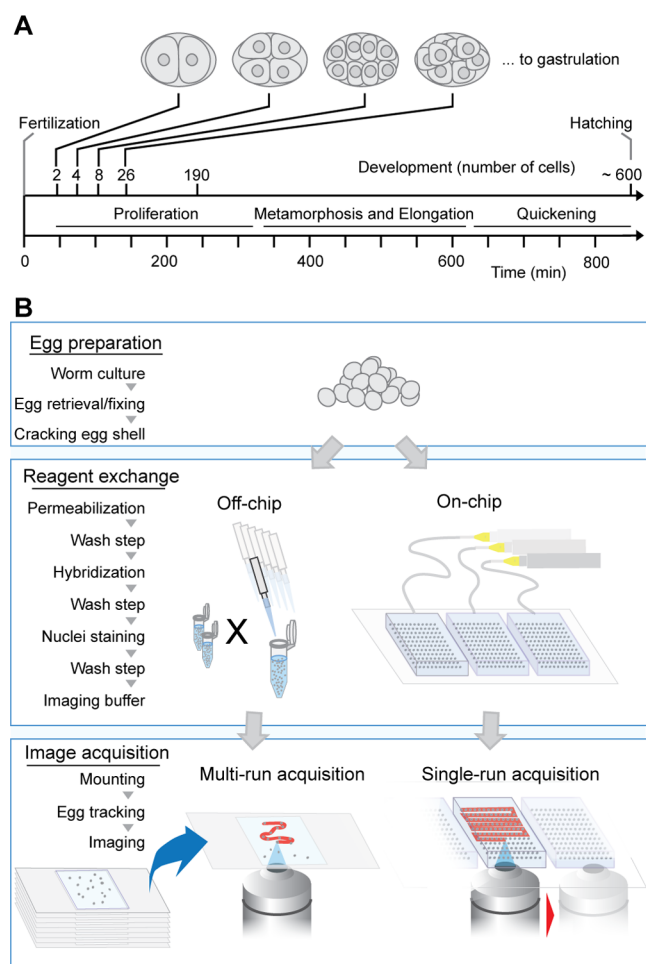 A
... to gastrulation
Fertilization
Hatching
2 4 8 26 190 Development (number of cells) ~ 600
Proliferation Metamorphosis and Elongation Quickening
0 200 400 600 800
Time (min)
B
Egg preparation
Worm culture
Egg retrieval/fixing
Cracking egg shell
Reagent exchange
Permeabilization
Wash step
Hybridization
Wash step
Nuclei staining
Wash step
Imaging buffer
Off-chip
X
On-chip
Image acquisition
Mounting
Egg tracking
Imaging
Multi-run acquisition
Single-run acquisition